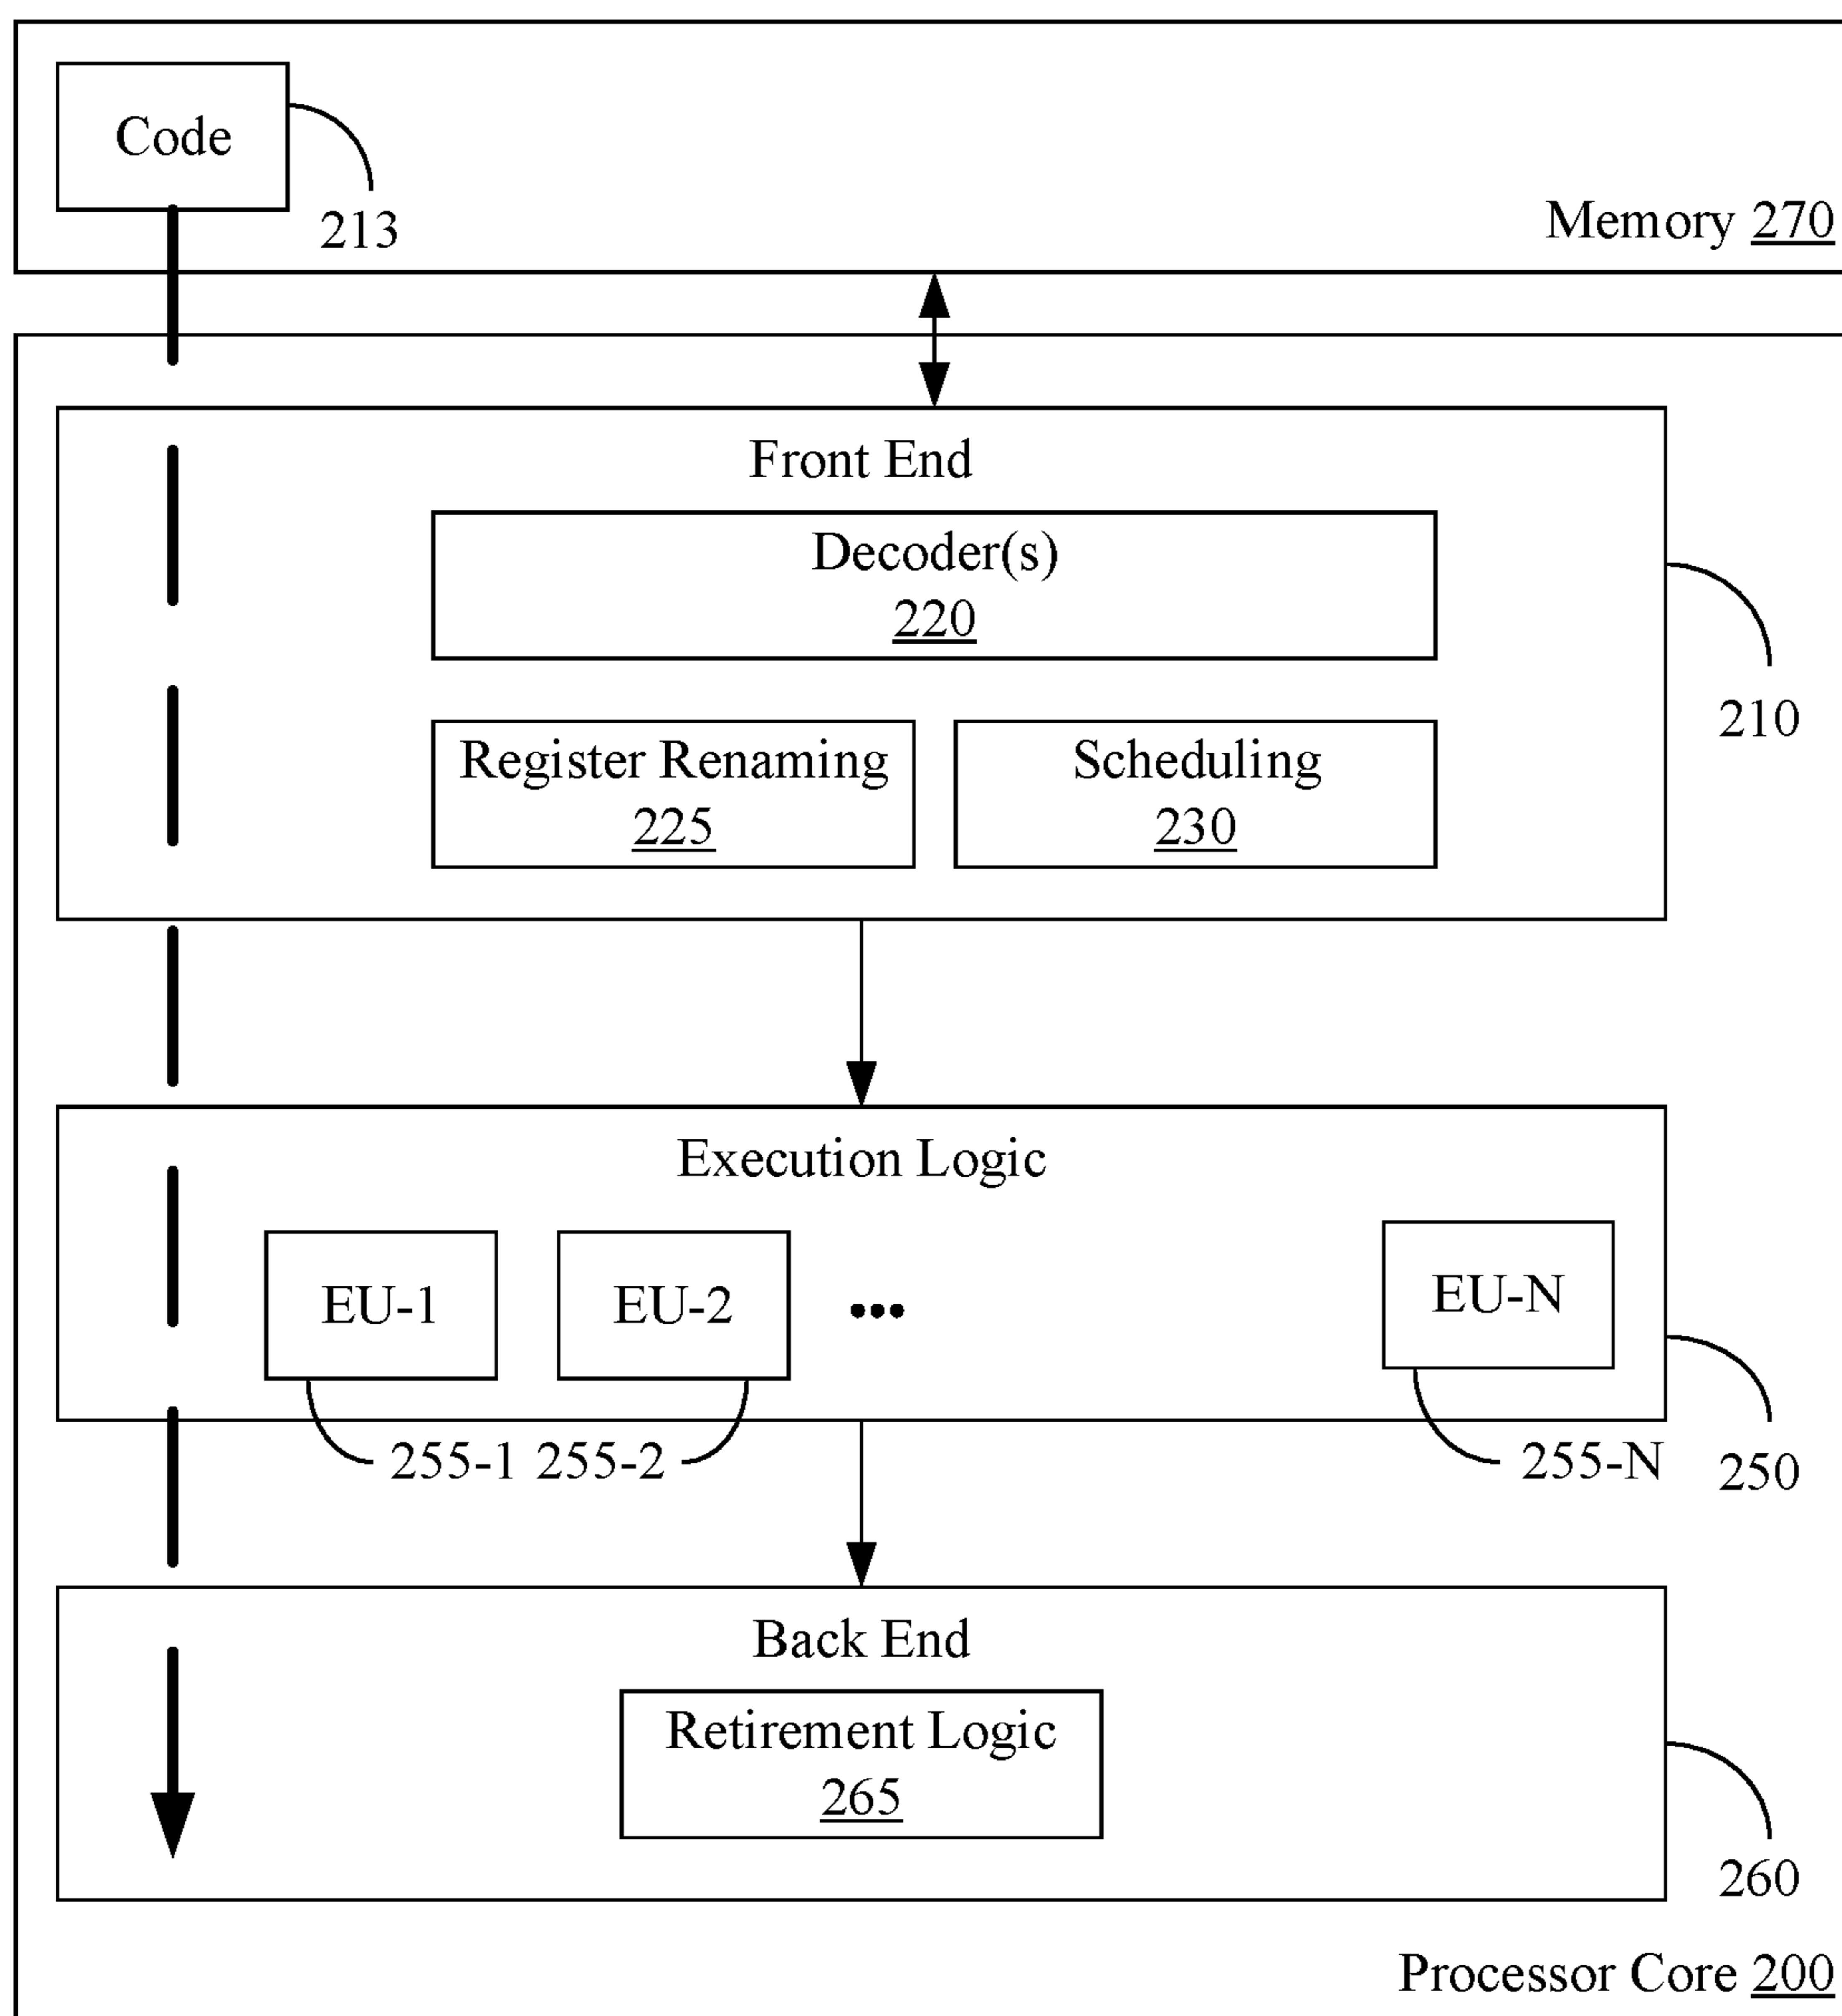 Code
213
Memory 270
Front End
Decoder(s)
220
210
Register Renaming
225
Scheduling
230
Execution Logic
EU-1
EU-2
•••
EU-N
255-1 255-2
255-N
250
Back End
Retirement Logic
265
260
Processor Core 200